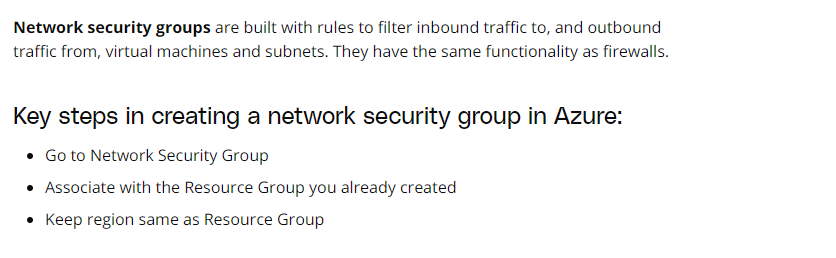 Network security groups are built with rules to filter inbound traffic to, and outbound
traffic from, virtual machines and subnets. They have the same functionality as firewalls.
Key steps in creating a network security group in Azure:
• Go to Network Security Group
• Associate with the Resource Group you already created
• Keep region same as Resource Group